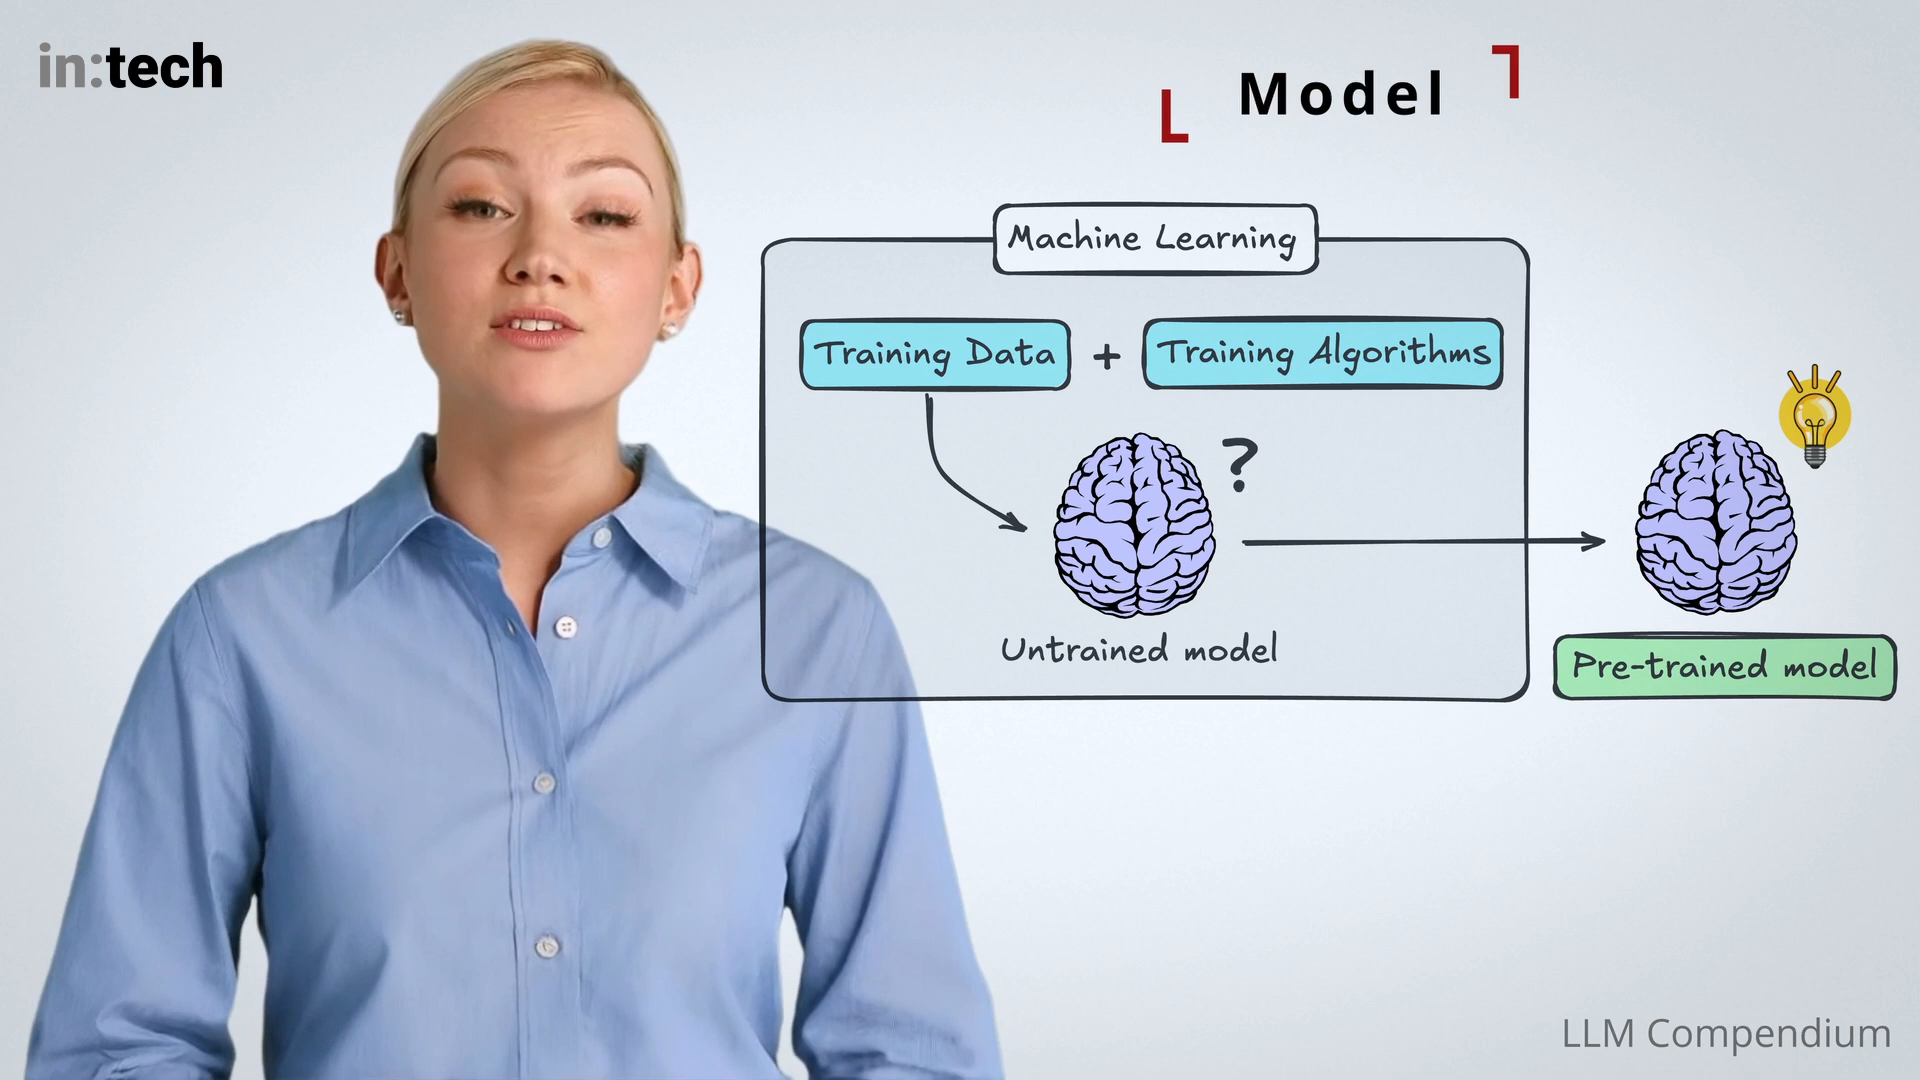 in:tech
Model
Machine Learning
Training Data + Training Algorithms
?
Untrained model
Pre-trained model
LLM Compendium